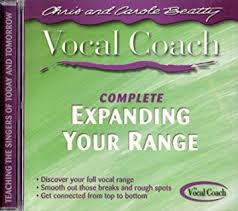 Chris and Carole Beatty
Vocal Coach
COMPLETE
EXPANDING
YOUR RANGE
• Discover your full vocal range
• Smooth out those breaks and rough spots
• Get connected from top to bottom
Vocal Coach
TEACHING THE SINGERS OF TODAY AND TOMORROW